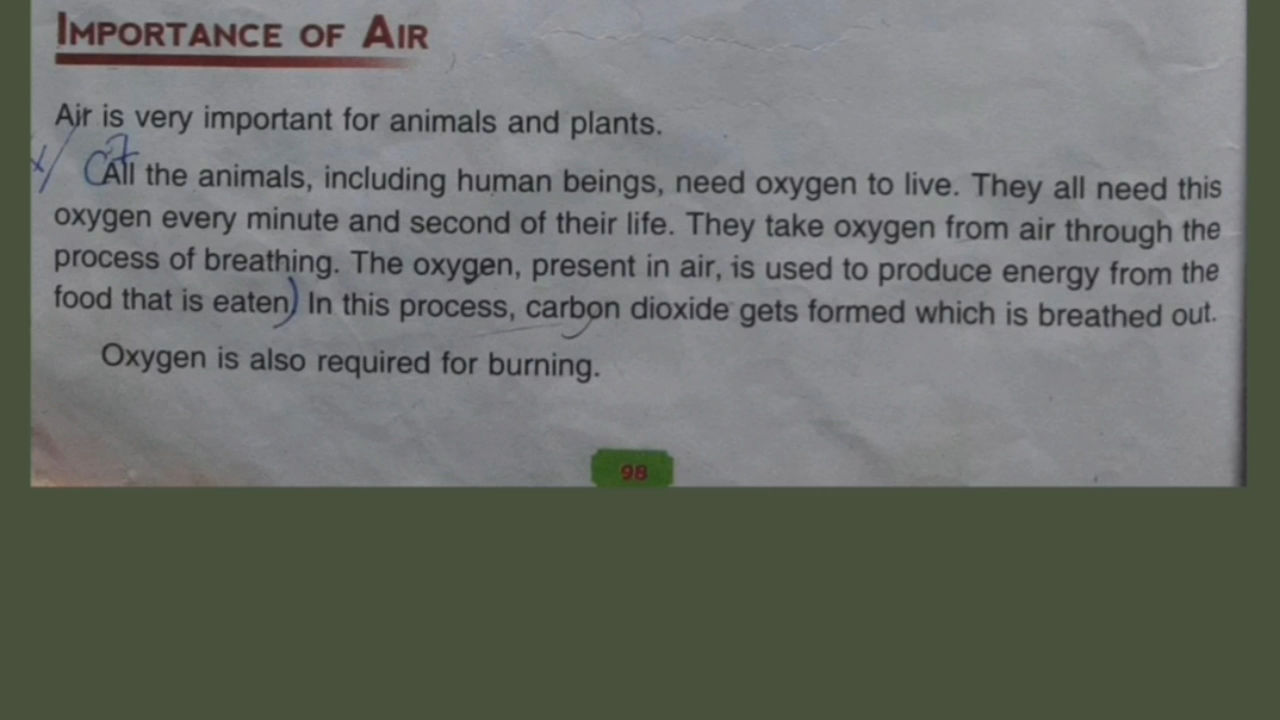 IMPORTANCE OF AIR
Air is very important for animals and plants.
All the animals, including human beings, need oxygen to live. They all need this
oxygen every minute and second of their life. They take oxygen from air through the
process of breathing. The oxygen, present in air, is used to produce energy from the
food that is eaten. In this process, carbon dioxide gets formed which is breathed out.
Oxygen is also required for burning.
98